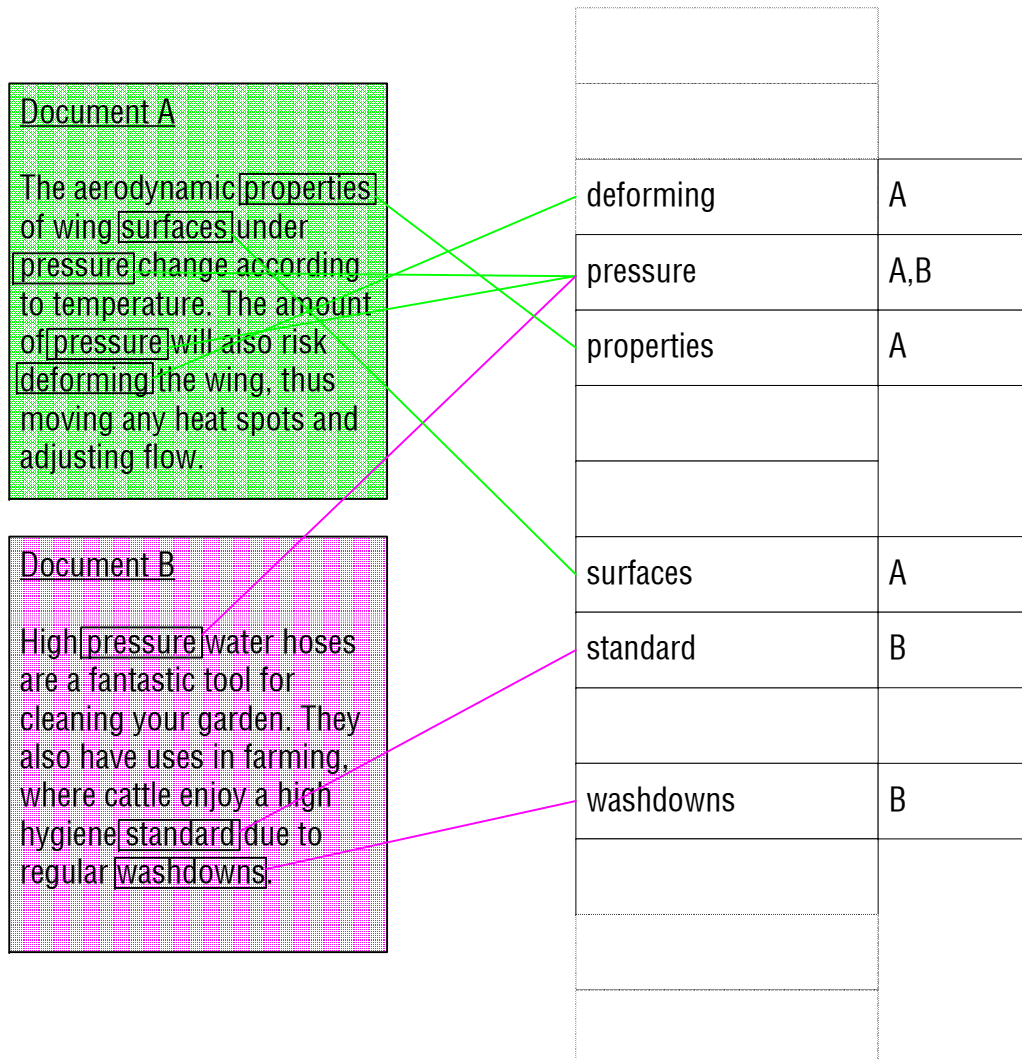 Document A
The aerodynamic properties
of wing surfaces under
pressure change according
to temperature. The amount
of pressure will also risk
deforming the wing, thus
moving any heat spots and
adjusting flow.
Document B
High pressure water hoses
are a fantastic tool for
cleaning your garden. They
also have uses in farming,
where cattle enjoy a high
hygiene standard due to
regular washdowns.
deforming A
pressure A,B
properties A
surfaces A
standard B
washdowns B